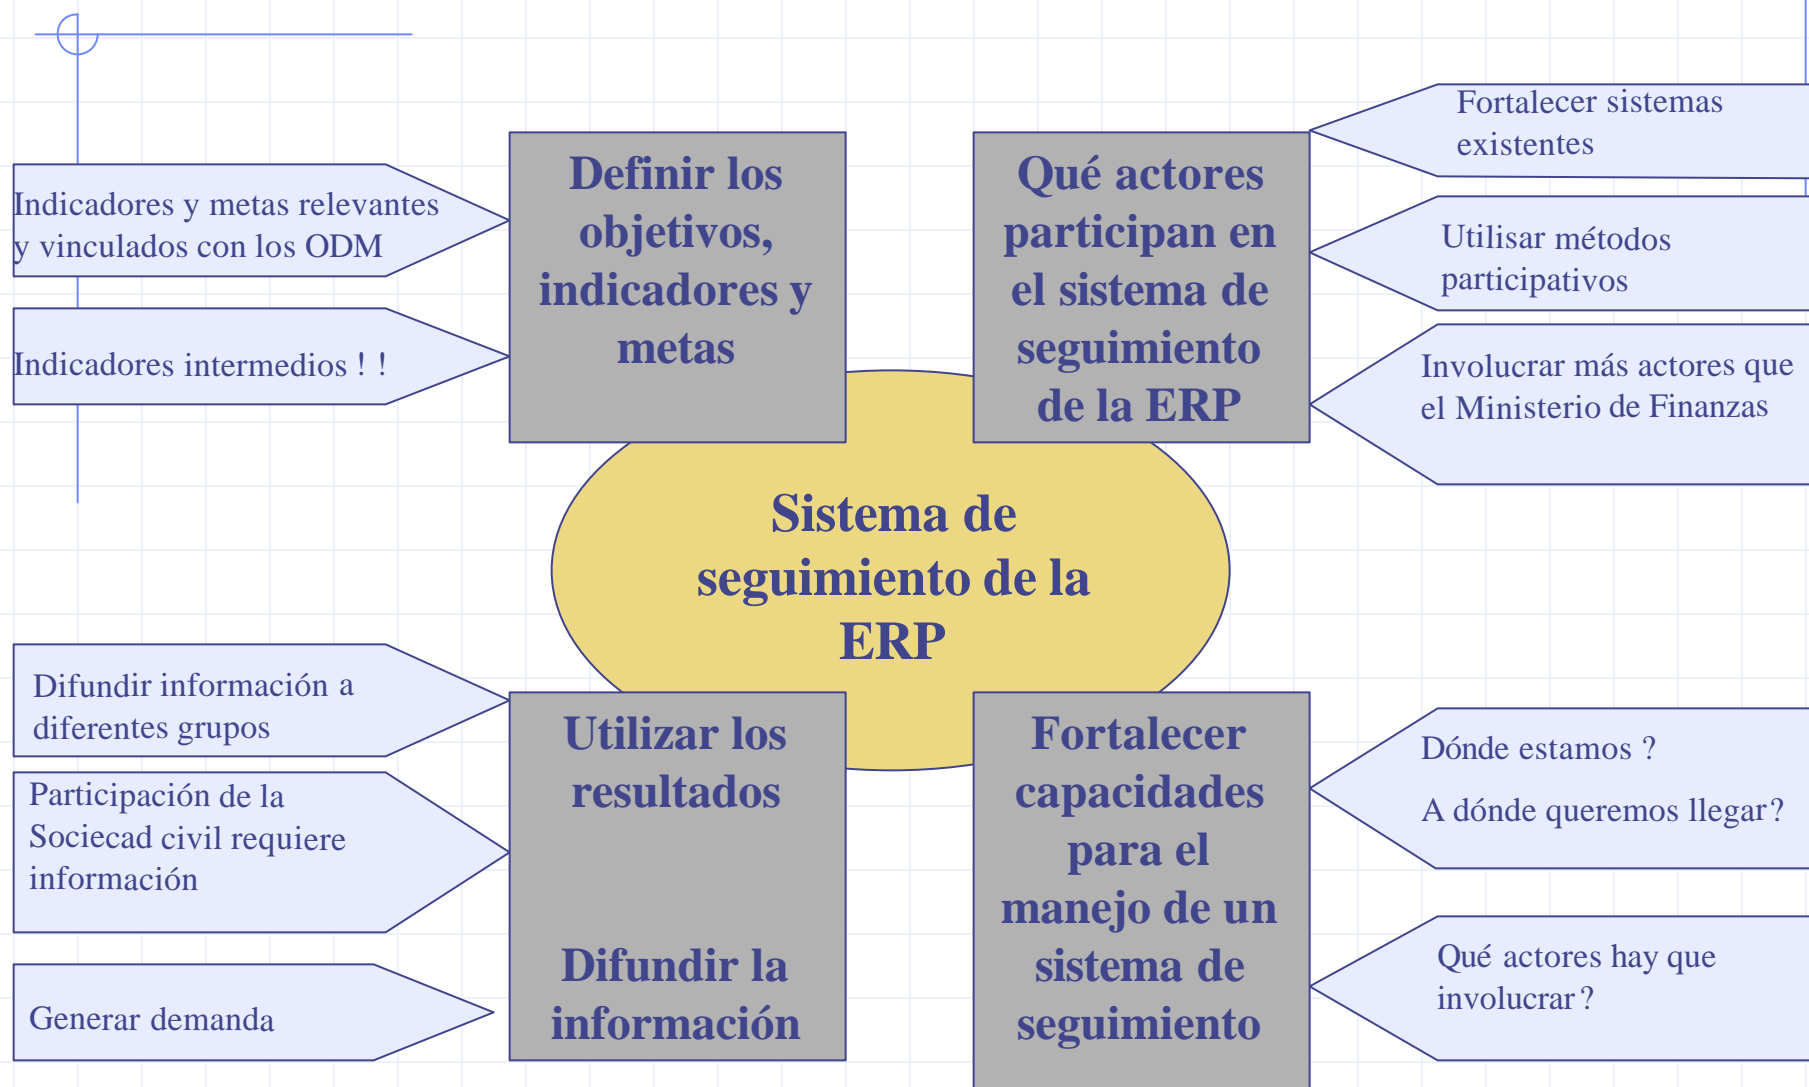 Indicadores y metas relevantes
y vinculados con los ODM
Indicadores intermedios ! !
Definir los
objetivos,
indicadores y
metas
Qué actores
participan en
el sistema de
seguimiento
de la ERP
Fortalecer sistemas
existentes
Utilisar métodos
participativos
Involucrar más actores que
el Ministerio de Finanzas
Sistema de
seguimiento de la
ERP
Difundir información a
diferentes grupos
Participación de la
Sociecad civil requiere
información
Generar demanda
Utilizar los
resultados
Difundir la
información
Fortalecer
capacidades
para el
manejo de un
sistema de
seguimiento
Dónde estamos ?
A dónde queremos llegar?
Qué actores hay que
involucrar?